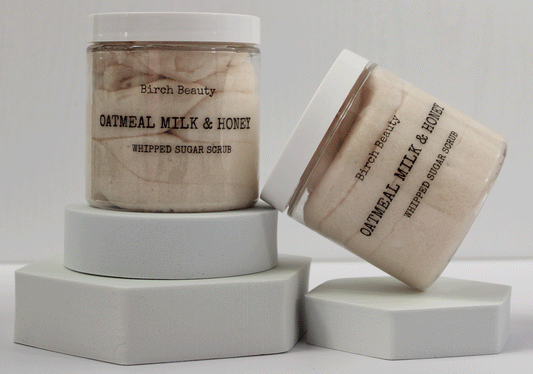 Birch Beauty
OATMEAL MILK & HONEY
WHIPPED SUGAR SCRUB
Birch Beauty
OATMEAL MILK & HONEY
WHIPPED SUGAR SCRUB